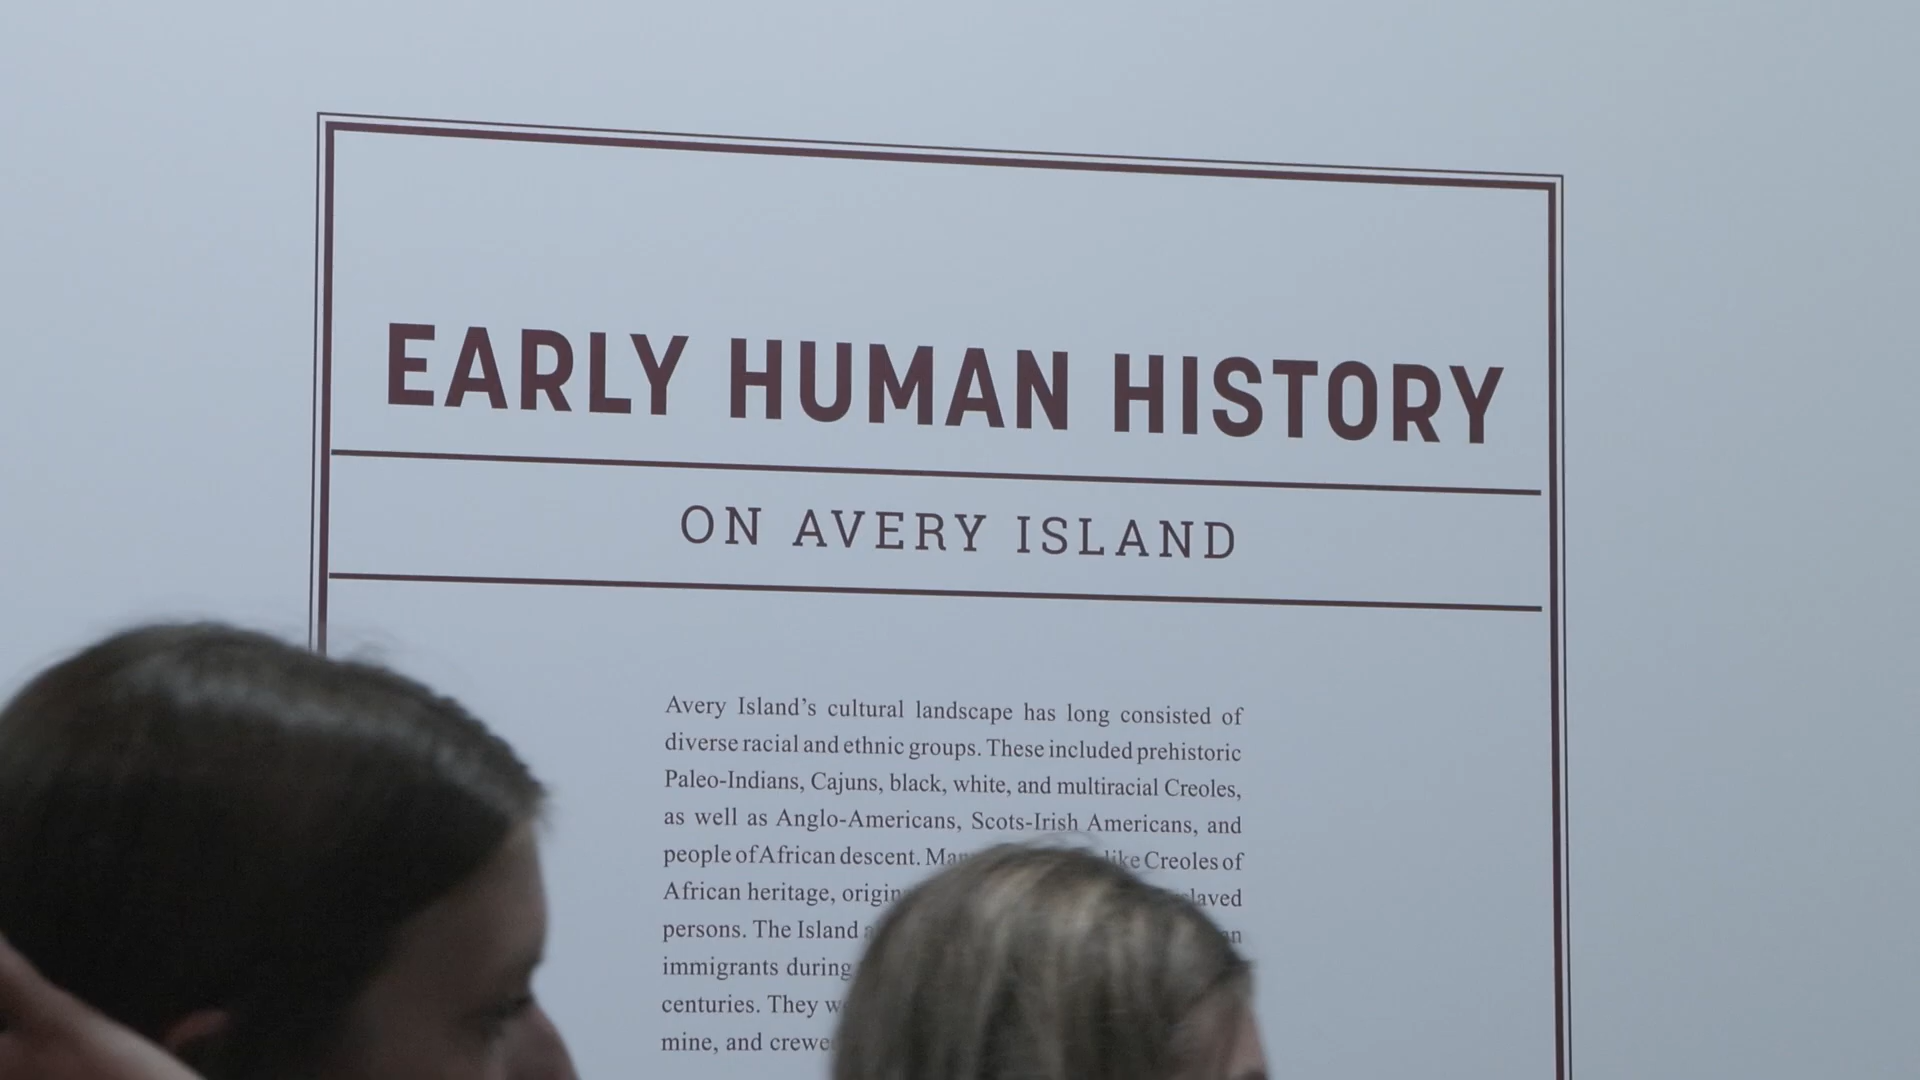 EARLY HUMAN HISTORY
ON AVERY ISLAND
Avery Island's cultural landscape has long consisted of
diverse racial and ethnic groups. These included prehistoric
Paleo-Indians, Cajuns, black, white, and multiracial Creoles,
as well as Anglo-Americans, Scots-Irish Americans, and
people of African descent. like Creoles of
African heritage,
persons. The Island
immigrants during
centuries. They
mine, and